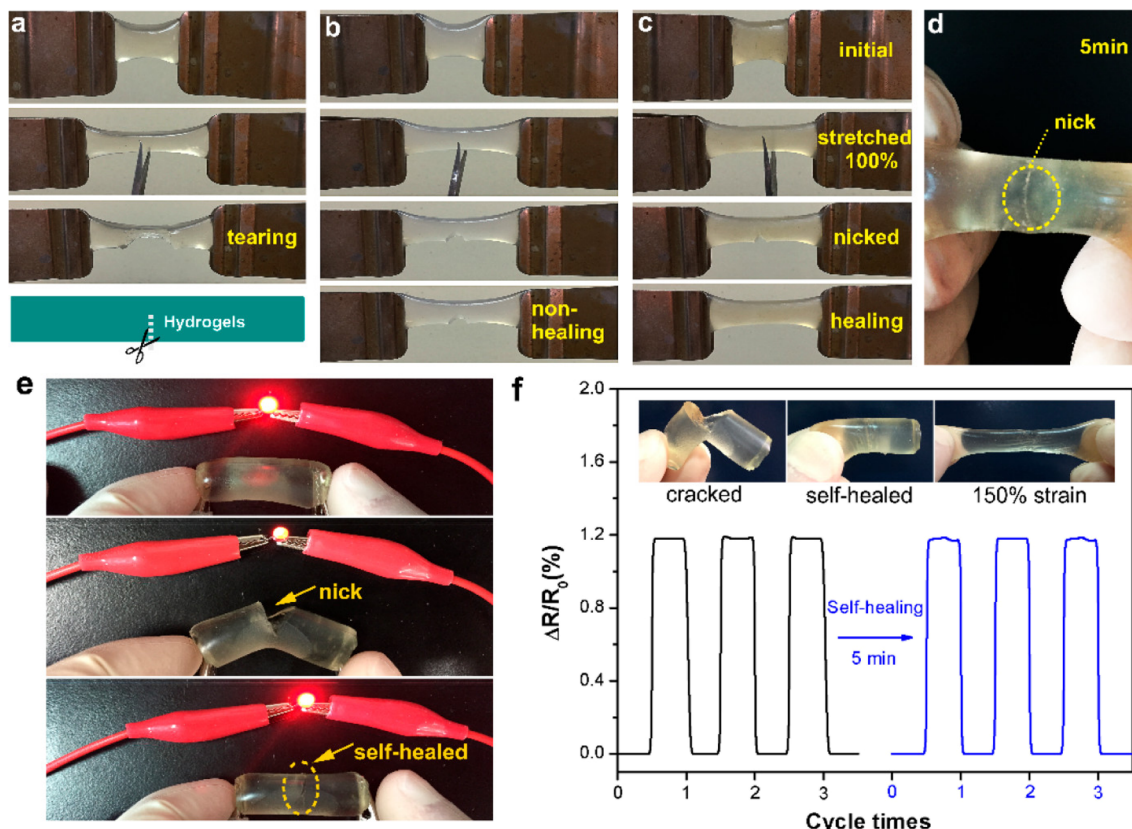 a
tearing
Hydrogels
b
non-
healing
c
initial
stretched
100%
nicked
healing
d
5min
nick
e
nick
self-healed
f
2.0
1.6
1.2
0.8
0.4
0.0
ΔR/R₀(%)
cracked
self-healed
150% strain
Self-healing
5 min
0
1
2
3
0
1
2
3
Cycle times